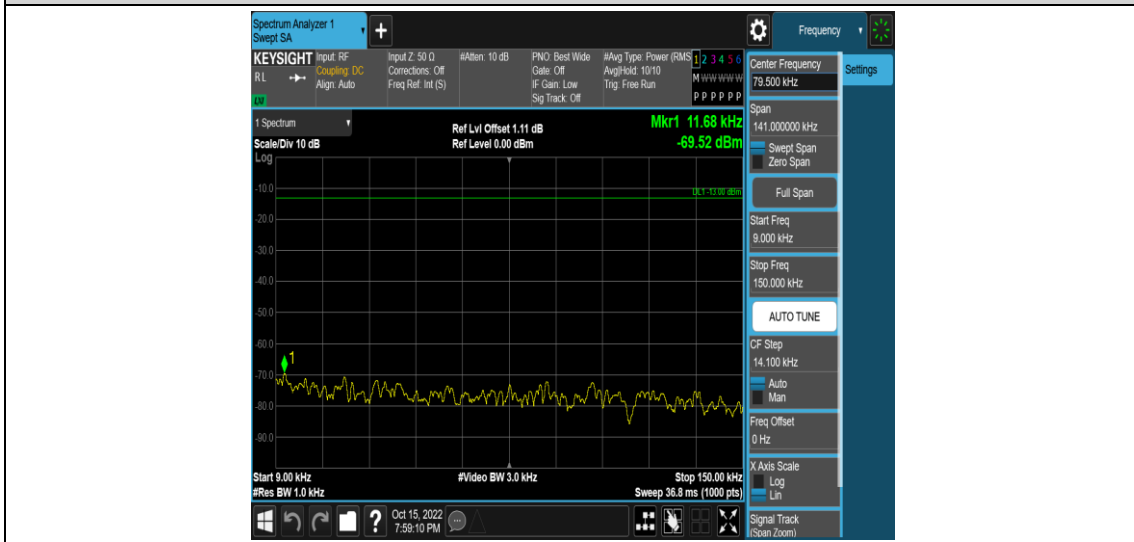 Spectrum Analyzer 1
Swept SA
+
Frequency
KEYSIGHT
RL
LXI
Input: RF
Coupling: DC
Align: Auto
Input Z: 50 Ω
Corrections: Off
Freq Ref: Int (S)
#Atten: 10 dB
PNO: Best Wide
Gate: Off
IF Gain: Low
Sig Track: Off
#Avg Type: Power (RMS
Avg|Hold: 10/10
Trig: Free Run
1 2 3 4 5 6
M W W W W W
P P P P P P
1 Spectrum
Scale/Div 10 dB
Ref Lvl Offset 1.11 dB
Ref Level 0.00 dBm
Mkr1 11.68 kHz
-69.52 dBm
Log
-10.0
DL1 -13.00 dBm
-20.0
-30.0
-40.0
-50.0
-60.0
1
-70.0
-80.0
-90.0
Start 9.00 kHz
#Res BW 1.0 kHz
#Video BW 3.0 kHz
Stop 150.00 kHz
Sweep 36.8 ms (1000 pts)
?
Oct 15, 2022
7:59:10 PM
Center Frequency
79.500 kHz
Settings
Span
141.000000 kHz
Swept Span
Zero Span
Full Span
Start Freq
9.000 kHz
Stop Freq
150.000 kHz
AUTO TUNE
CF Step
14.100 kHz
Auto
Man
Freq Offset
0 Hz
X Axis Scale
Log
Lin
Signal Track
(Span Zoom)